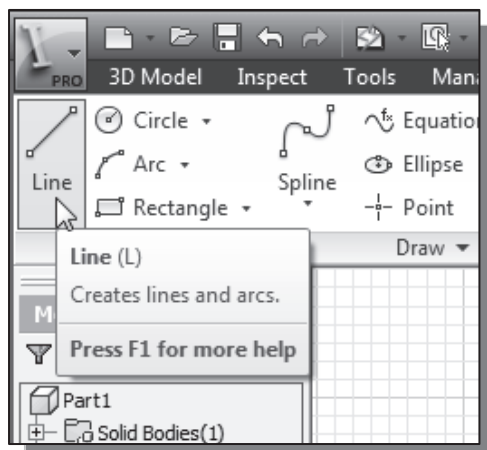 PRO 3D Model Inspect Tools
Circle fx Equation
Arc Ellipse
Line Spline
Rectangle Point
Draw
Line (L)
Creates lines and arcs.
Press F1 for more help
Part1
Solid Bodies(1)